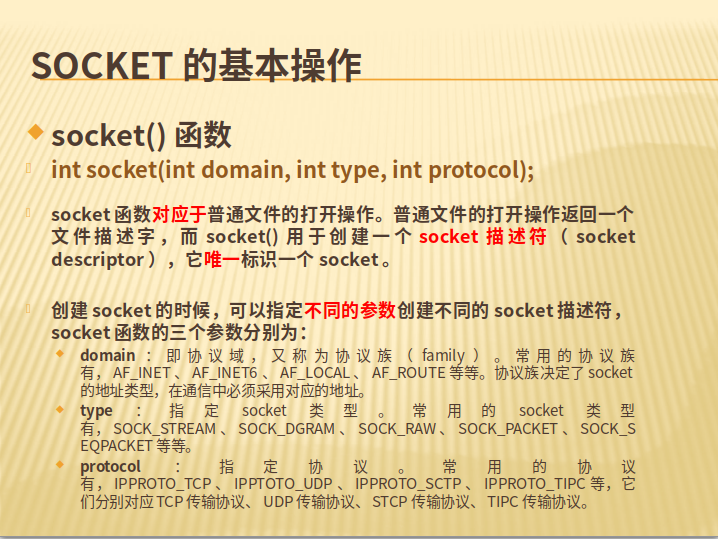 SOCKET 的基本操作
socket() 函数
int socket(int domain, int type, int protocol);
socket 函数对应于普通文件的打开操作。普通文件的打开操作返回一个
文件描述字，而 socket() 用于创建一个 socket 描述符（ socket
descriptor ），它唯一标识一个 socket 。
创建 socket 的时候，可以指定不同的参数创建不同的 socket 描述符，
socket 函数的三个参数分别为：
domain ：即协议域，又称为协议族（ family ）。常用的协议族
有， AF_INET 、 AF_INET6 、 AF_LOCAL 、 AF_ROUTE 等等。协议族决定了 socket
的地址类型，在通信中必须采用对应的地址。
type ：指定 socket 类型。常用的 socket 类型
有， SOCK_STREAM 、 SOCK_DGRAM 、 SOCK_RAW 、 SOCK_PACKET 、 SOCK_S
EQPACKET 等等。
protocol ：指定协议。常用的协议
有， IPPROTO_TCP 、 IPPTOTO_UDP 、 IPPROTO_SCTP 、 IPPROTO_TIPC 等，它
们分别对应 TCP 传输协议、 UDP 传输协议、 STCP 传输协议、 TIPC 传输协议。